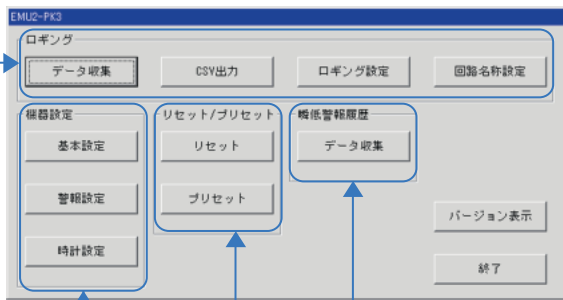 EMU2-PK3
ロギング
データ収集 CSV出力 ロギング設定 回路名称設定
機器設定 リセット/プリセット 瞬低警報履歴
基本設定 リセット データ収集
警報設定 プリセット
バージョン表示
時計設定
終了